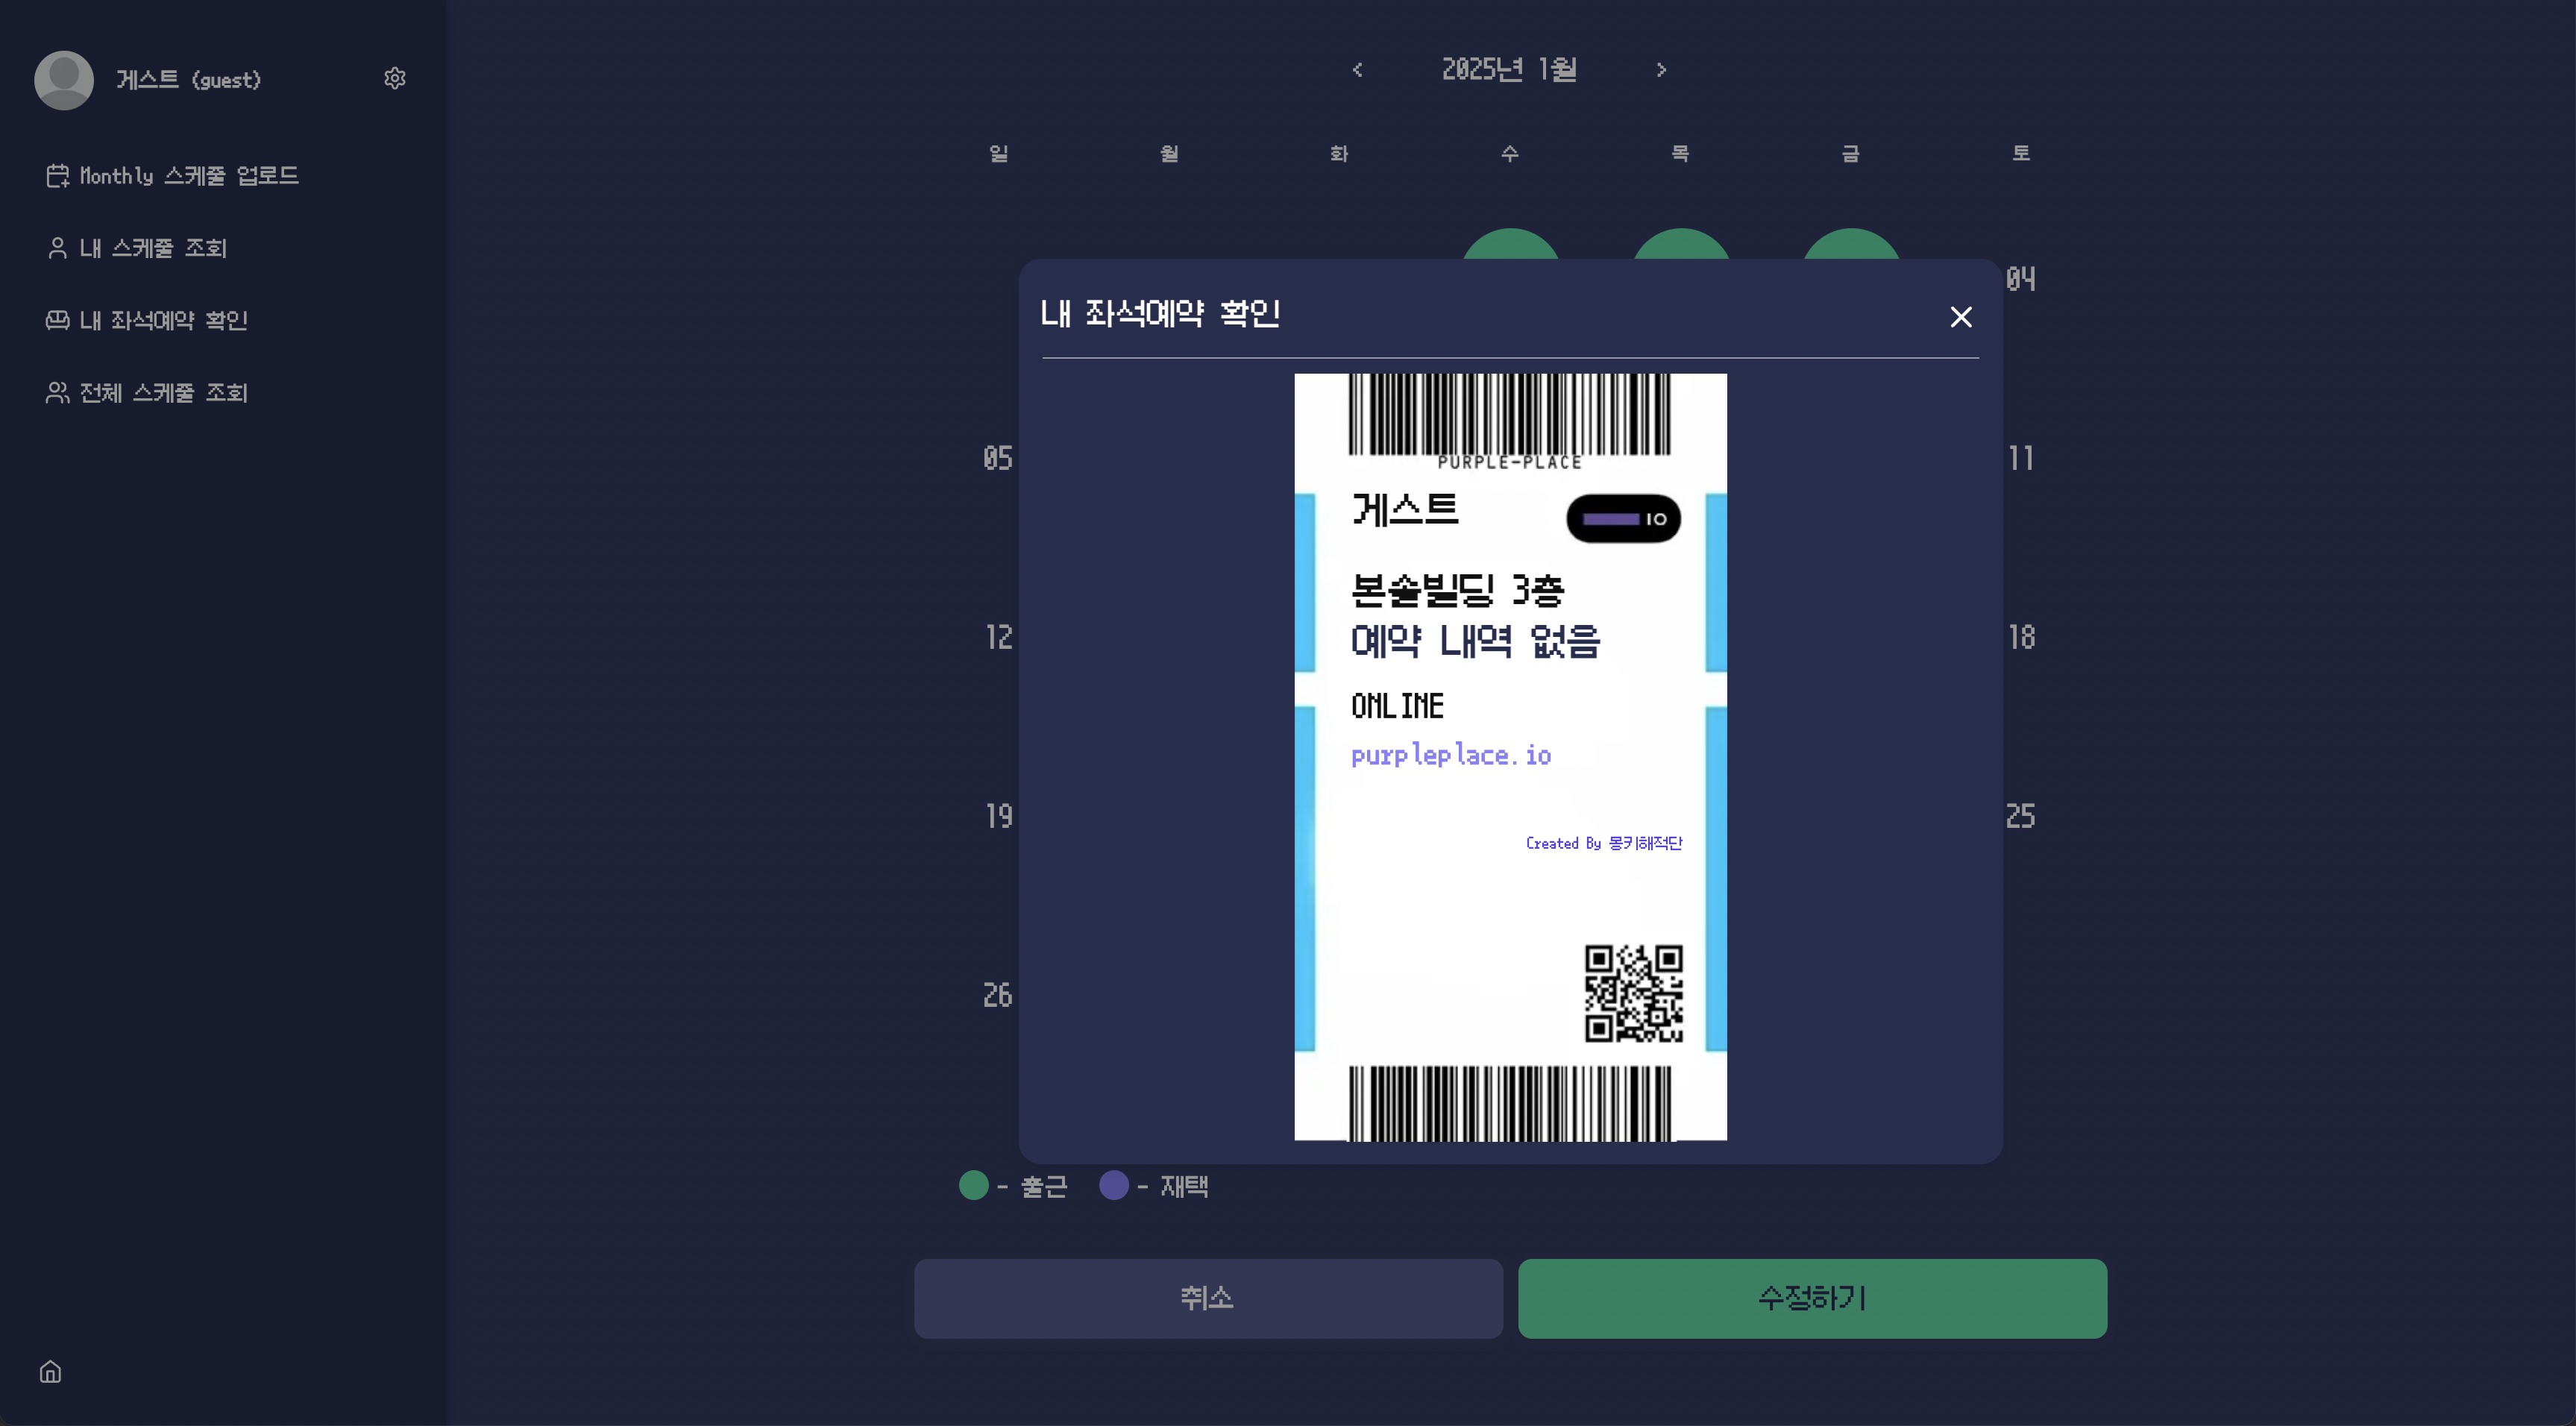 게스트 (guest)
Monthly 스케줄 업로드
내 스케줄 조회
내 좌석예약 확인
전체 스케줄 조회
2025년 1월
일 월 화 수 목 금 토
04
내 좌석예약 확인
PURPLE-PLACE
05
11
게스트
IO
본솔빌딩 3층
예약 내역 없음
12
18
ONLINE
purpleplace.io
19
25
Created By 몽키해적단
26
- 출근 - 재택
취소
수정하기